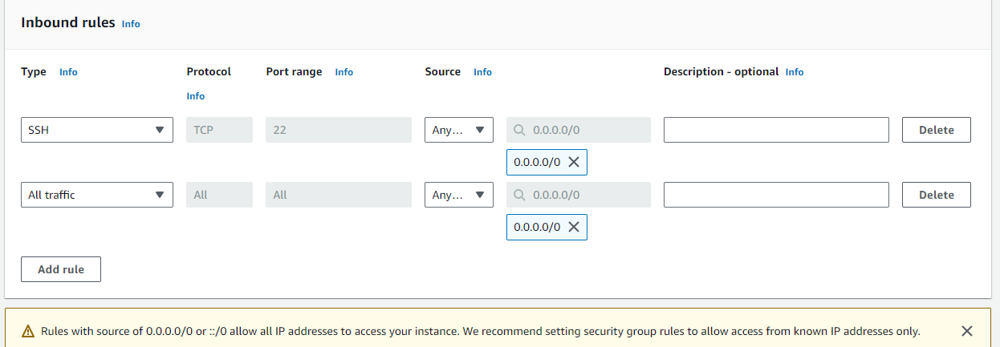 Inbound rules Info
Type Info Protocol Info Port range Info Source Info Description - optional Info
SSH TCP 22 Any... 0.0.0.0/0 Delete
0.0.0.0/0
All traffic All All Any... 0.0.0.0/0 Delete
0.0.0.0/0
Add rule
Rules with source of 0.0.0.0/0 or ::/0 allow all IP addresses to access your instance. We recommend setting security group rules to allow access from known IP addresses only.